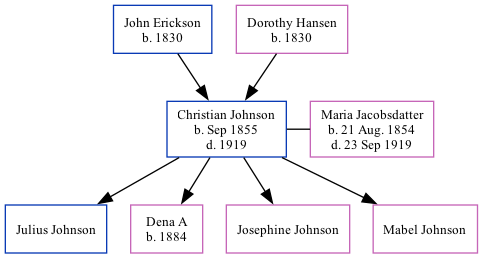 John Erickson
b. 1830
Dorothy Hansen
b. 1830
Christian Johnson
b. Sep 1855
d. 1919
Maria Jacobsdatter
b. 21 Aug. 1854
d. 23 Sep 1919
Julius Johnson
Dena A
b. 1884
Josephine Johnson
Mabel Johnson